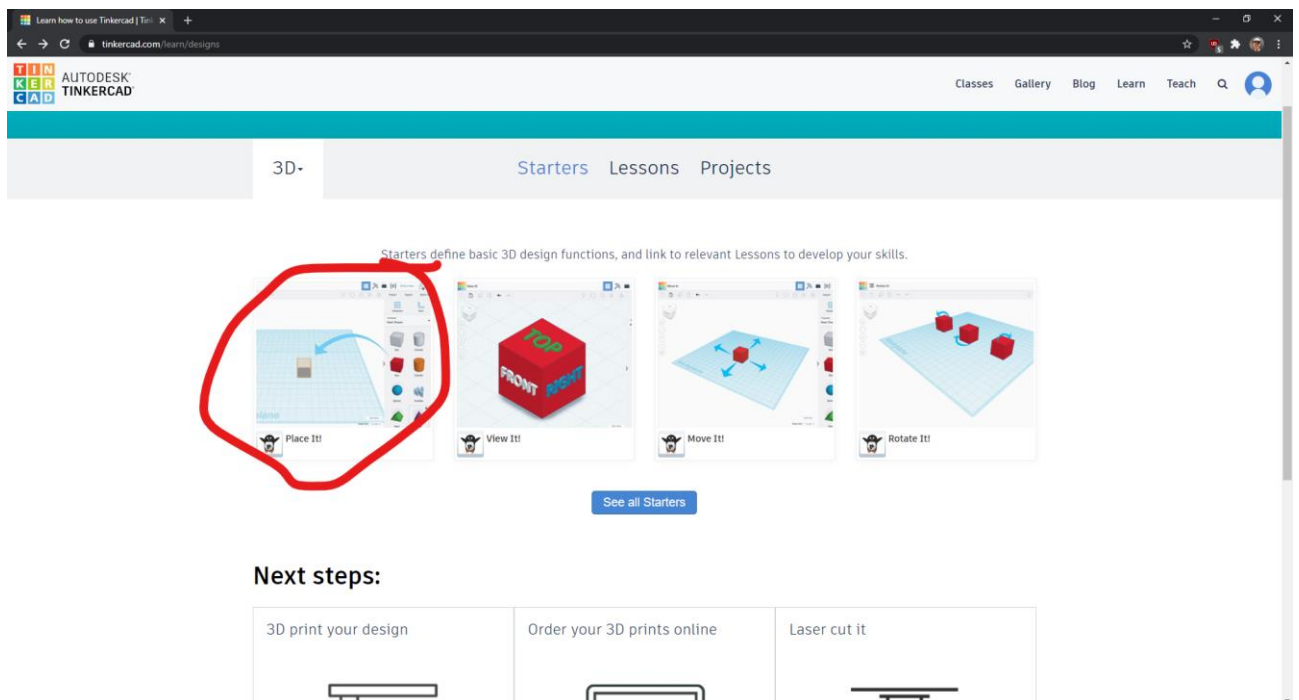 Learn how to use Tinkercad | Tin
tinkercad.com/learn/designs
TIN
KER
CAD
AUTODESK®
TINKERCAD®
Classes Gallery Blog Learn Teach
3D
Starters Lessons Projects
Starters define basic 3D design functions, and link to relevant Lessons to develop your skills.
TOP
FRONT RIGHT
Place It!
View It!
Move It!
Rotate It!
See all Starters
Next steps:
3D print your design
Order your 3D prints online
Laser cut it